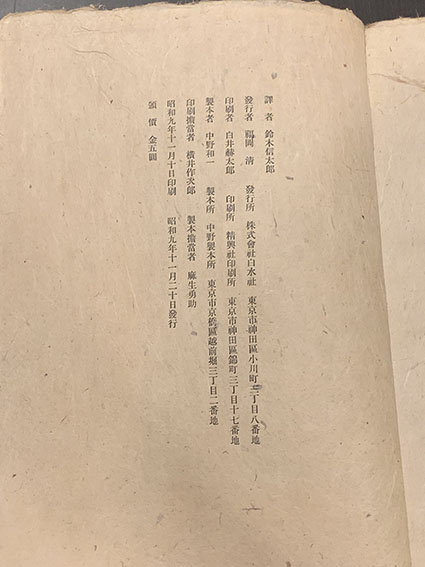 譯者 鈴木信太郎
發行者 福岡清 發行所 株式會社白水社 東京市神田區小川町三丁目八番地
印刷者 白井赫太郎 印刷所 精興社印刷所 東京市神田區錦町三丁目十七番地
製本者 中野和一 製本所 中野製本所 東京市京橋區越前堀三丁目二番地
印刷擔當者 橫井作次郎 製本擔當者 麻生勇助
昭和九年十一月十日印刷 昭和九年十一月二十日發行
頒價 金五圓